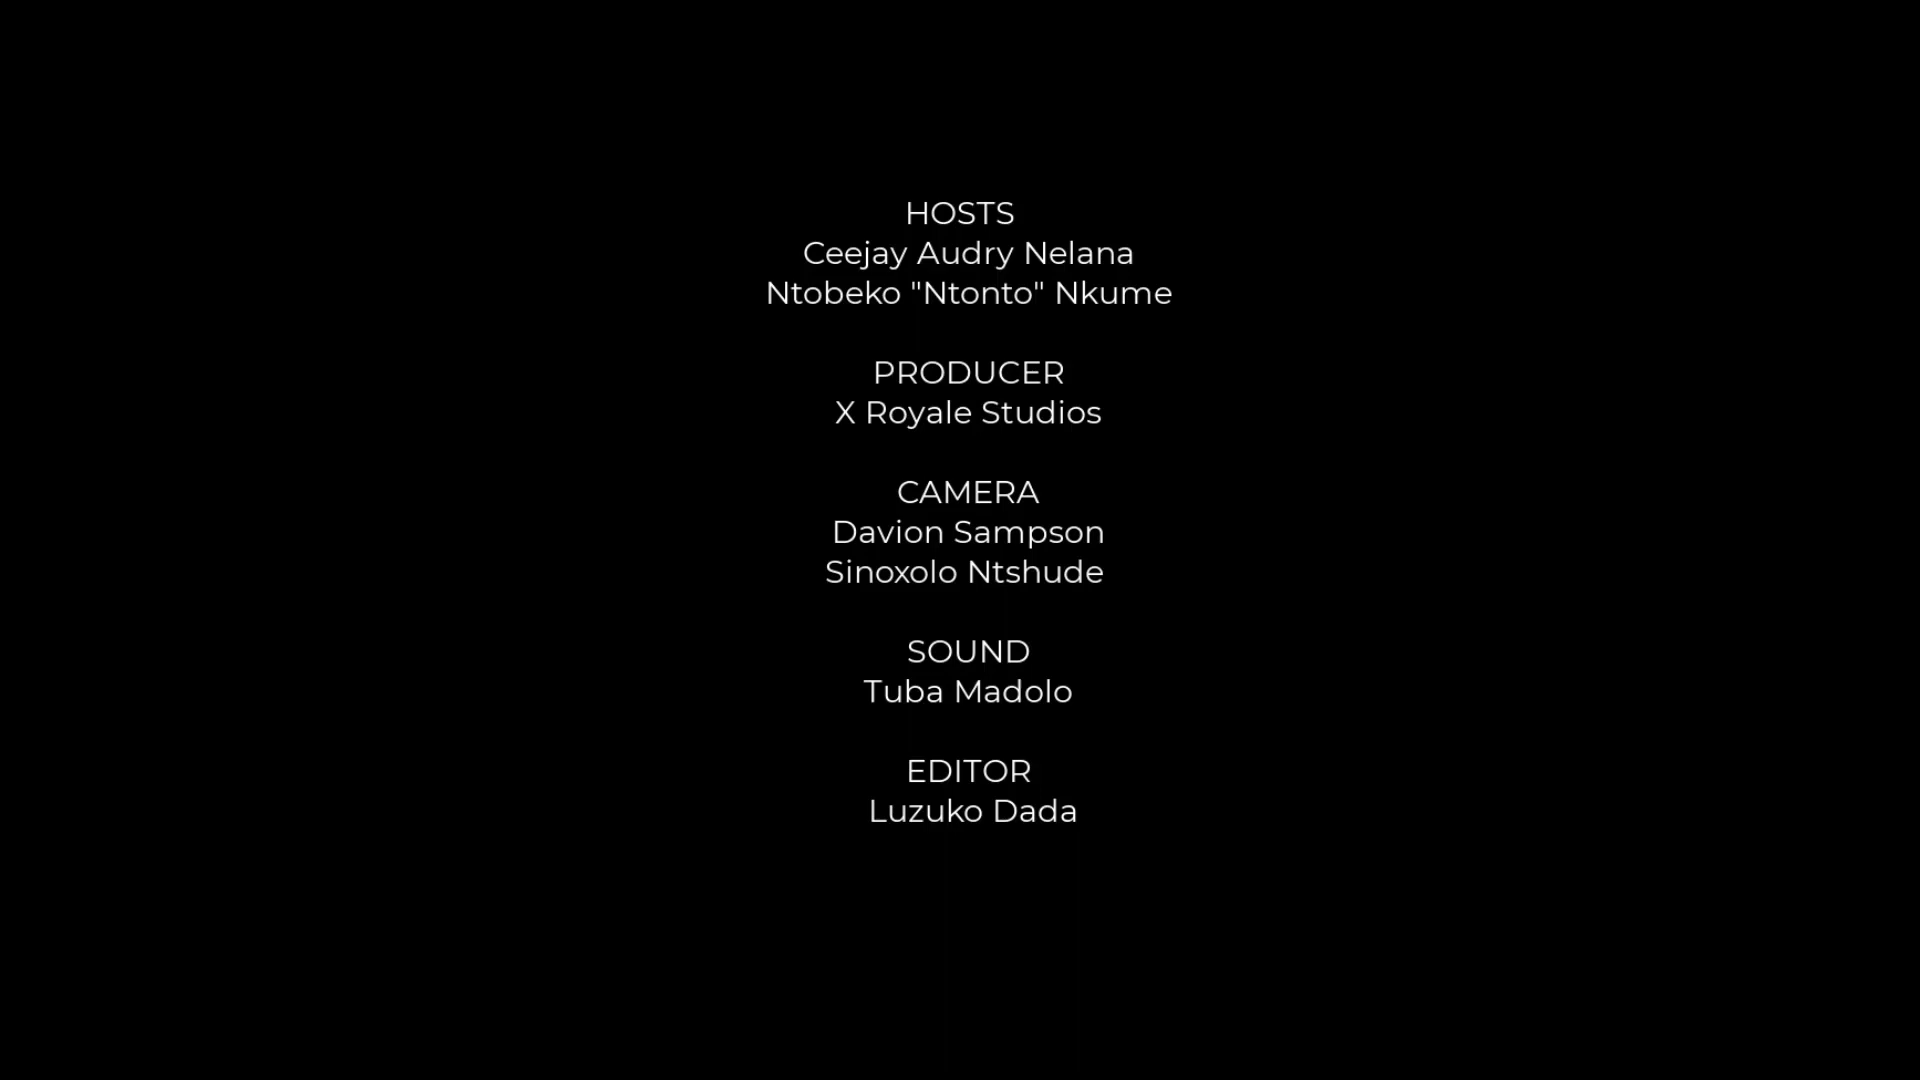 HOSTS
Ceejay Audry Nelana
Ntobeko "Ntonto" Nkume
PRODUCER
X Royale Studios
CAMERA
Davion Sampson
Sinoxolo Ntshude
SOUND
Tuba Madolo
EDITOR
Luzuko Dada